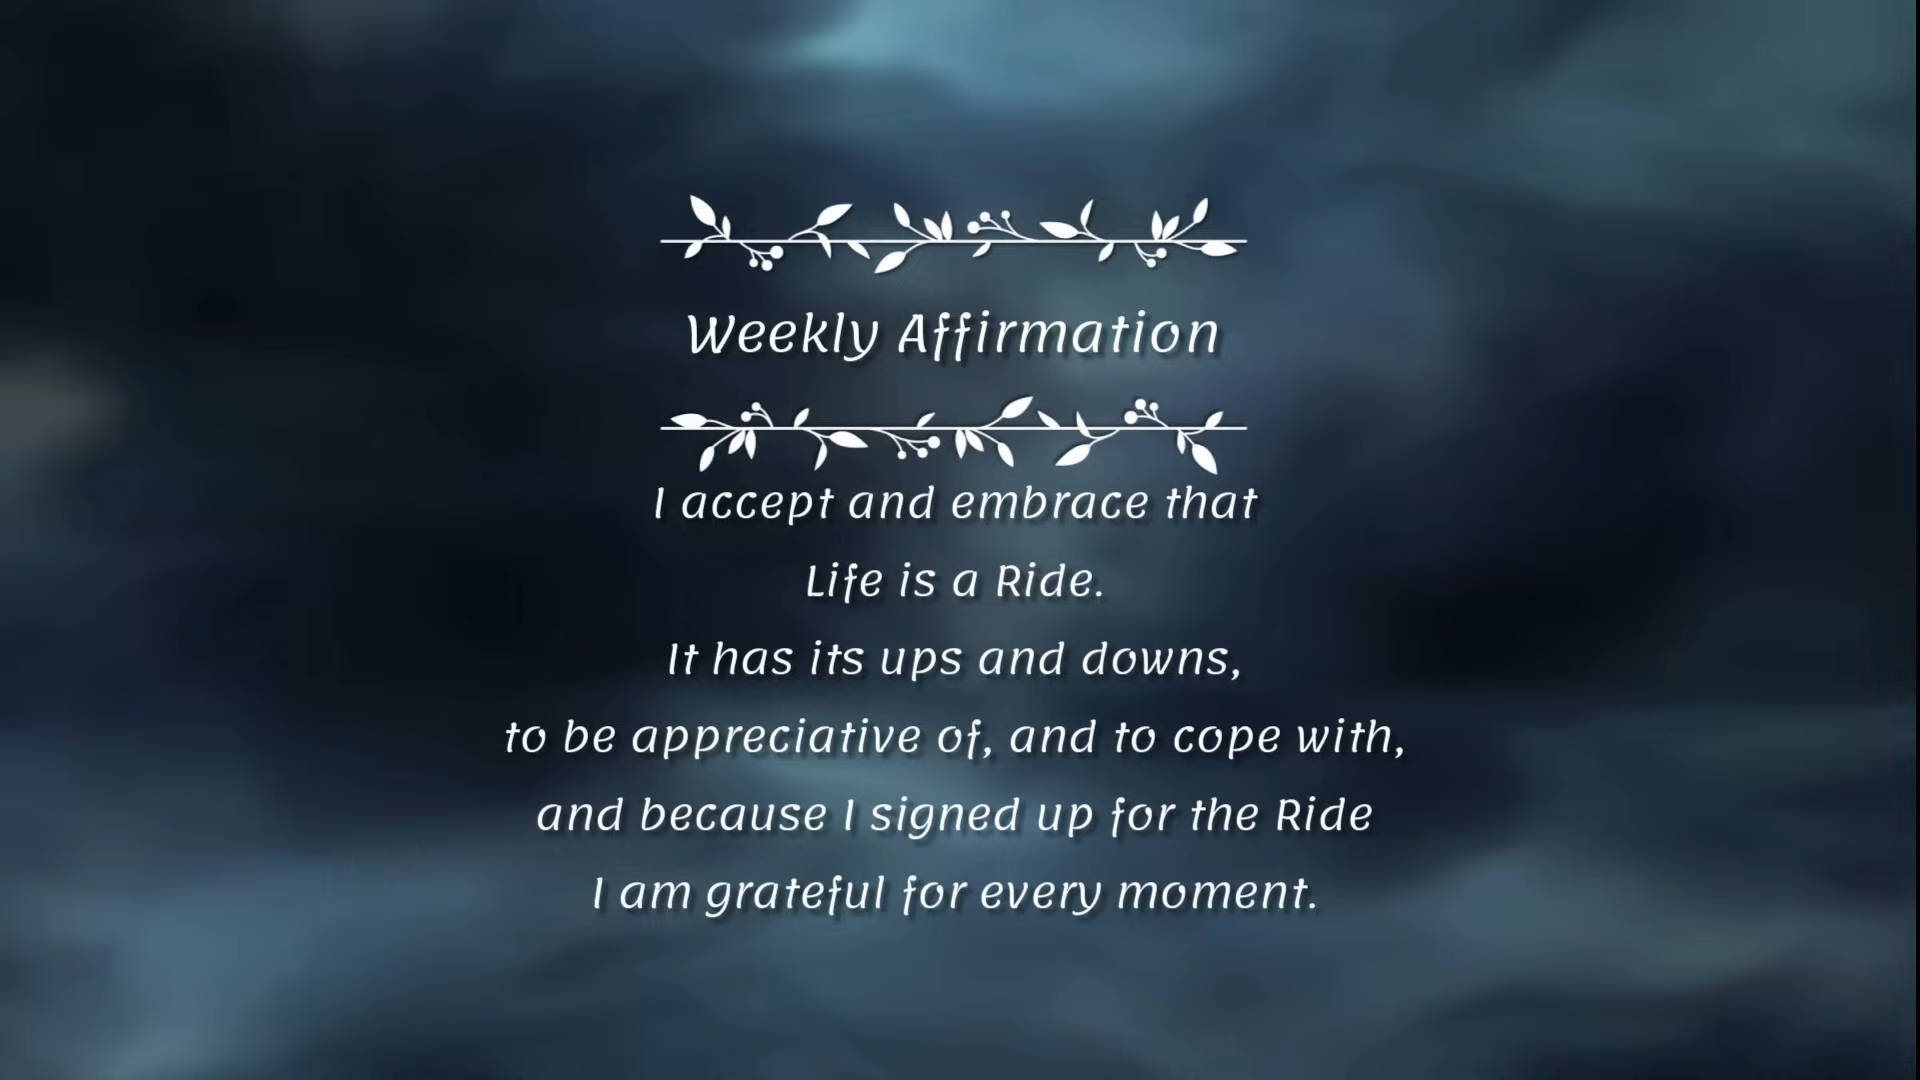 Weekly Affirmation
I accept and embrace that
Life is a Ride.
It has its ups and downs,
to be appreciative of, and to cope with,
and because I signed up for the Ride
I am grateful for every moment.